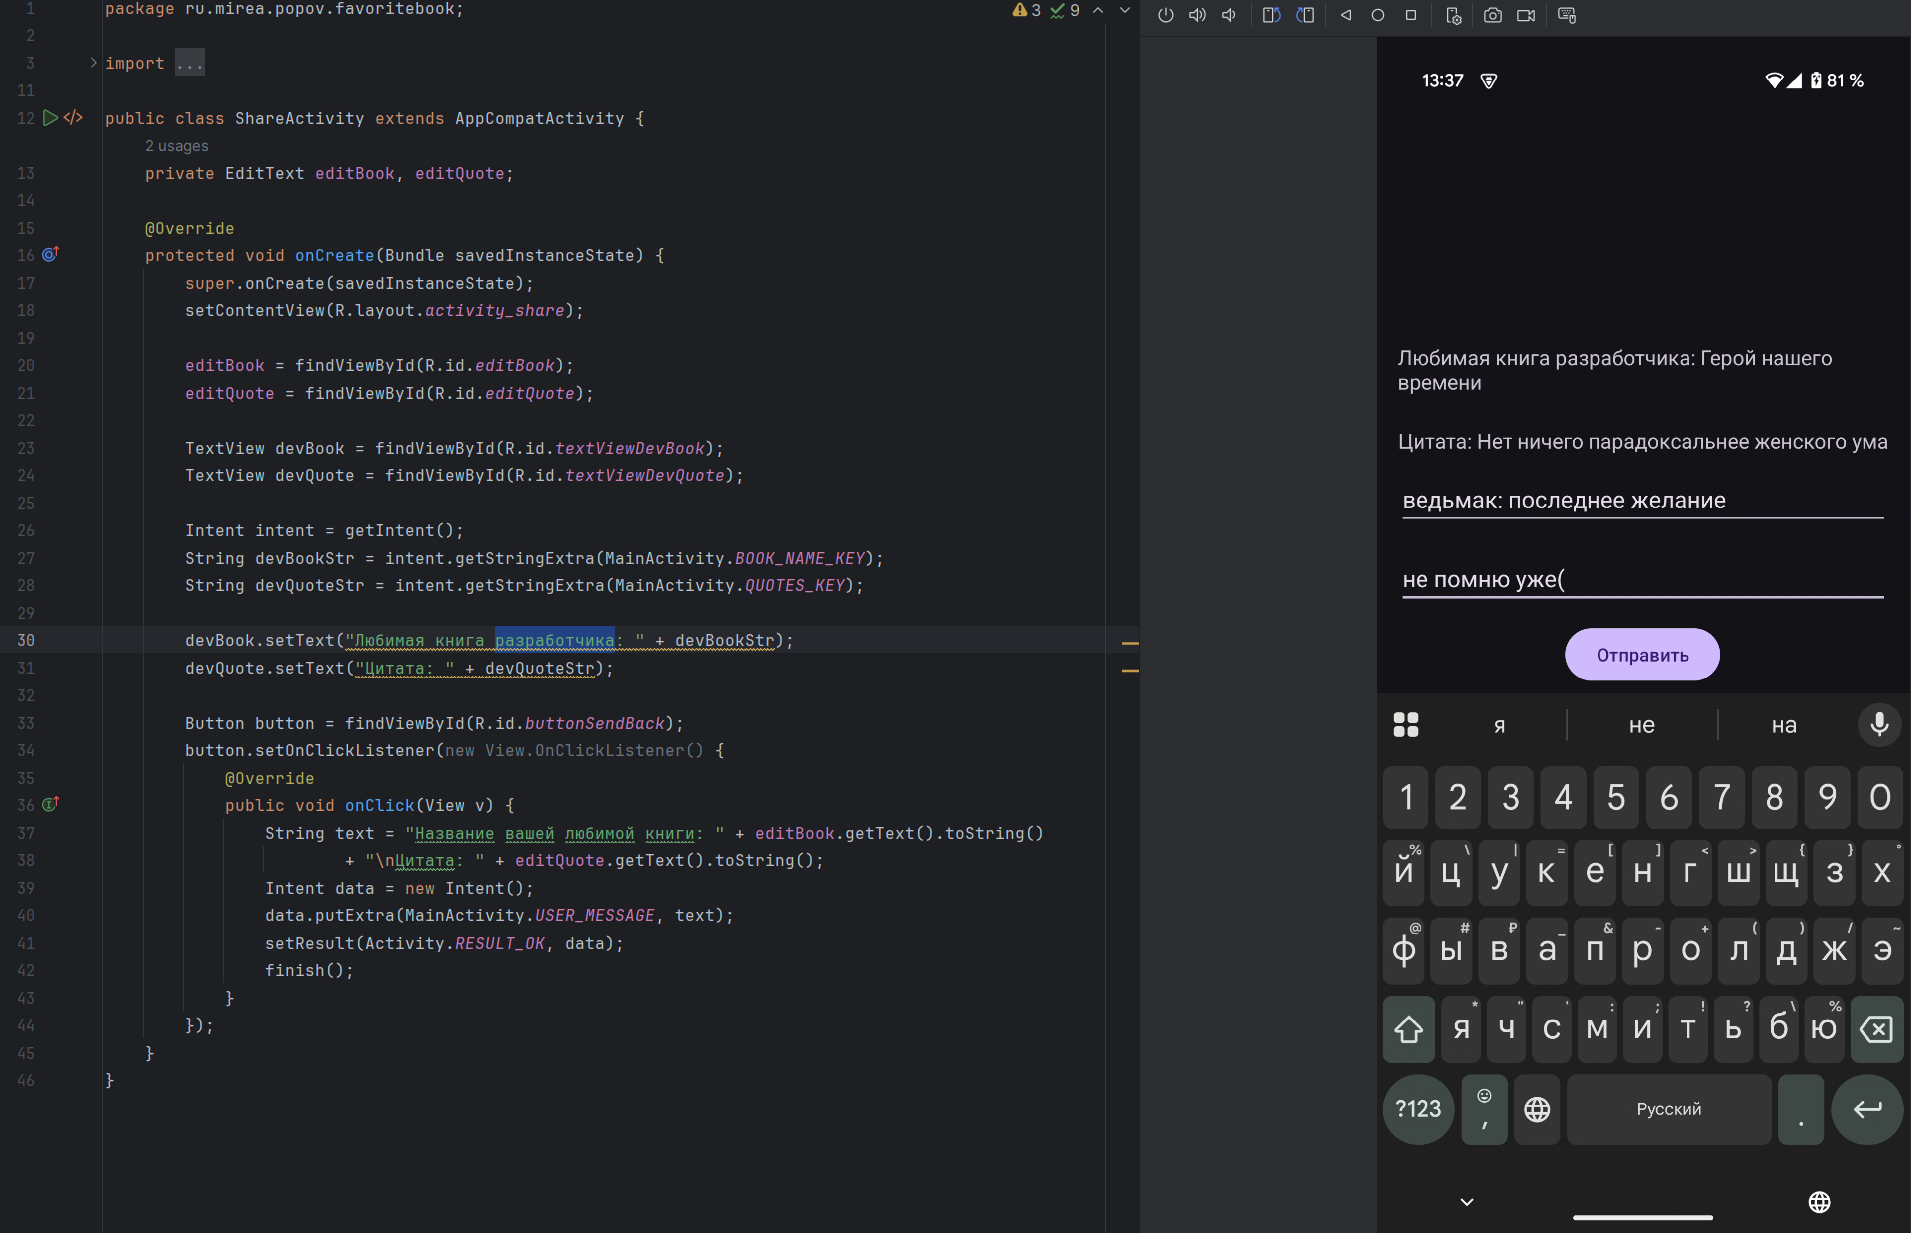 1 package ru.mirea.popov.favoritebook;
3 9
2
3 import ...
11
12 public class ShareActivity extends AppCompatActivity {
2 usages
13 private EditText editBook, editQuote;
14
15 @Override
16 protected void onCreate(Bundle savedInstanceState) {
17 super.onCreate(savedInstanceState);
18 setContentView(R.layout.activity_share);
19
20 editBook = findViewById(R.id.editBook);
21 editQuote = findViewById(R.id.editQuote);
22
23 TextView devBook = findViewById(R.id.textViewDevBook);
24 TextView devQuote = findViewById(R.id.textViewDevQuote);
25
26 Intent intent = getIntent();
27 String devBookStr = intent.getStringExtra(MainActivity.BOOK_NAME_KEY);
28 String devQuoteStr = intent.getStringExtra(MainActivity.QUOTES_KEY);
29
30 devBook.setText("Любимая книга разработчика: " + devBookStr);
31 devQuote.setText("Цитата: " + devQuoteStr);
32
33 Button button = findViewById(R.id.buttonSendBack);
34 button.setOnClickListener(new View.OnClickListener() {
35 @Override
36 public void onClick(View v) {
37 String text = "Название вашей любимой книги: " + editBook.getText().toString()
38 + "\nЦитата: " + editQuote.getText().toString();
39 Intent data = new Intent();
40 data.putExtra(MainActivity.USER_MESSAGE, text);
41 setResult(Activity.RESULT_OK, data);
42 finish();
43 }
44 });
45 }
46 }
13:37 81 %
Любимая книга разработчика: Герой нашего
времени
Цитата: Нет ничего парадоксальнее женского ума
ведьмак: последнее желание
не помню уже(
Отправить
я не на
1 2 3 4 5 6 7 8 9 0
% \ | = [ ] < > { } °
й ц у к е н г ш щ з х
@ # ₽ _ & - + ( ) / ~
ф ы в а п р о л д ж э
* " ' : ; ! ? \ %
я ч с м и т ь б ю
?123 , Русский .